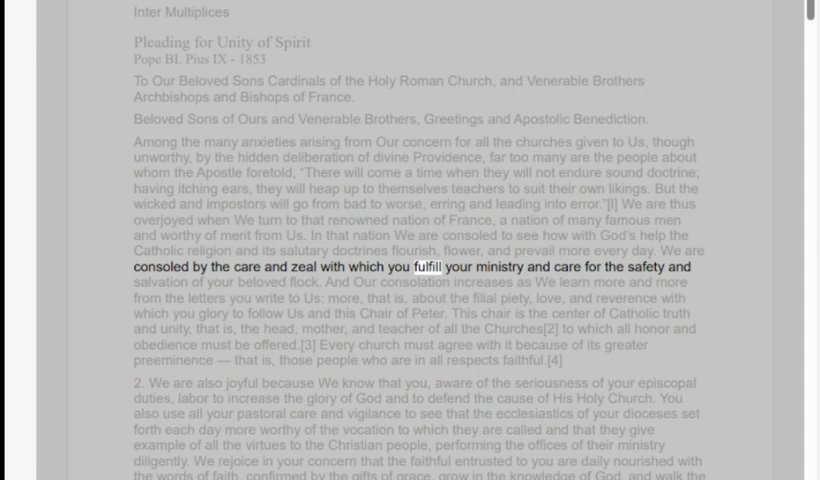 Inter Multiplices
Pleading for Unity of Spirit
Pope Bl. Pius IX - 1853
To Our Beloved Sons Cardinals of the Holy Roman Church, and Venerable Brothers
Archbishops and Bishops of France.
Beloved Sons of Ours and Venerable Brothers, Greetings and Apostolic Benediction.
Among the many anxieties arising from Our concern for all the churches given to Us, though
unworthy, by the hidden deliberation of divine Providence, far too many are the people about
whom the Apostle foretold, “There will come a time when they will not endure sound doctrine;
having itching ears, they will heap up to themselves teachers to suit their own likings. But the
wicked and impostors will go from bad to worse, erring and leading into error.”[l] We are thus
overjoyed when We turn to that renowned nation of France, a nation of many famous men
and worthy of merit from Us. In that nation We are consoled to see how with God's help the
Catholic religion and its salutary doctrines flourish, flower, and prevail more every day. We are
consoled by the care and zeal with which you fulfill your ministry and care for the safety and
salvation of your beloved flock. And Our consolation increases as We learn more and more
from the letters you write to Us: more, that is, about the filial piety, love, and reverence with
which you glory to follow Us and this Chair of Peter. This chair is the center of Catholic truth
and unity, that is, the head, mother, and teacher of all the Churches[2] to which all honor and
obedience must be offered.[3] Every church must agree with it because of its greater
preeminence — that is, those people who are in all respects faithful.[4]
2. We are also joyful because We know that you, aware of the seriousness of your episcopal
duties, labor to increase the glory of God and to defend the cause of His Holy Church. You
also use all your pastoral care and vigilance to see that the ecclesiastics of your dioceses set
forth each day more worthy of the vocation to which they are called and that they give
example of all the virtues to the Christian people, performing the offices of their ministry
diligently. We rejoice in your concern that the faithful entrusted to you are daily nourished with
the words of faith, confirmed by the gifts of grace, grow in the knowledge of God, and walk the